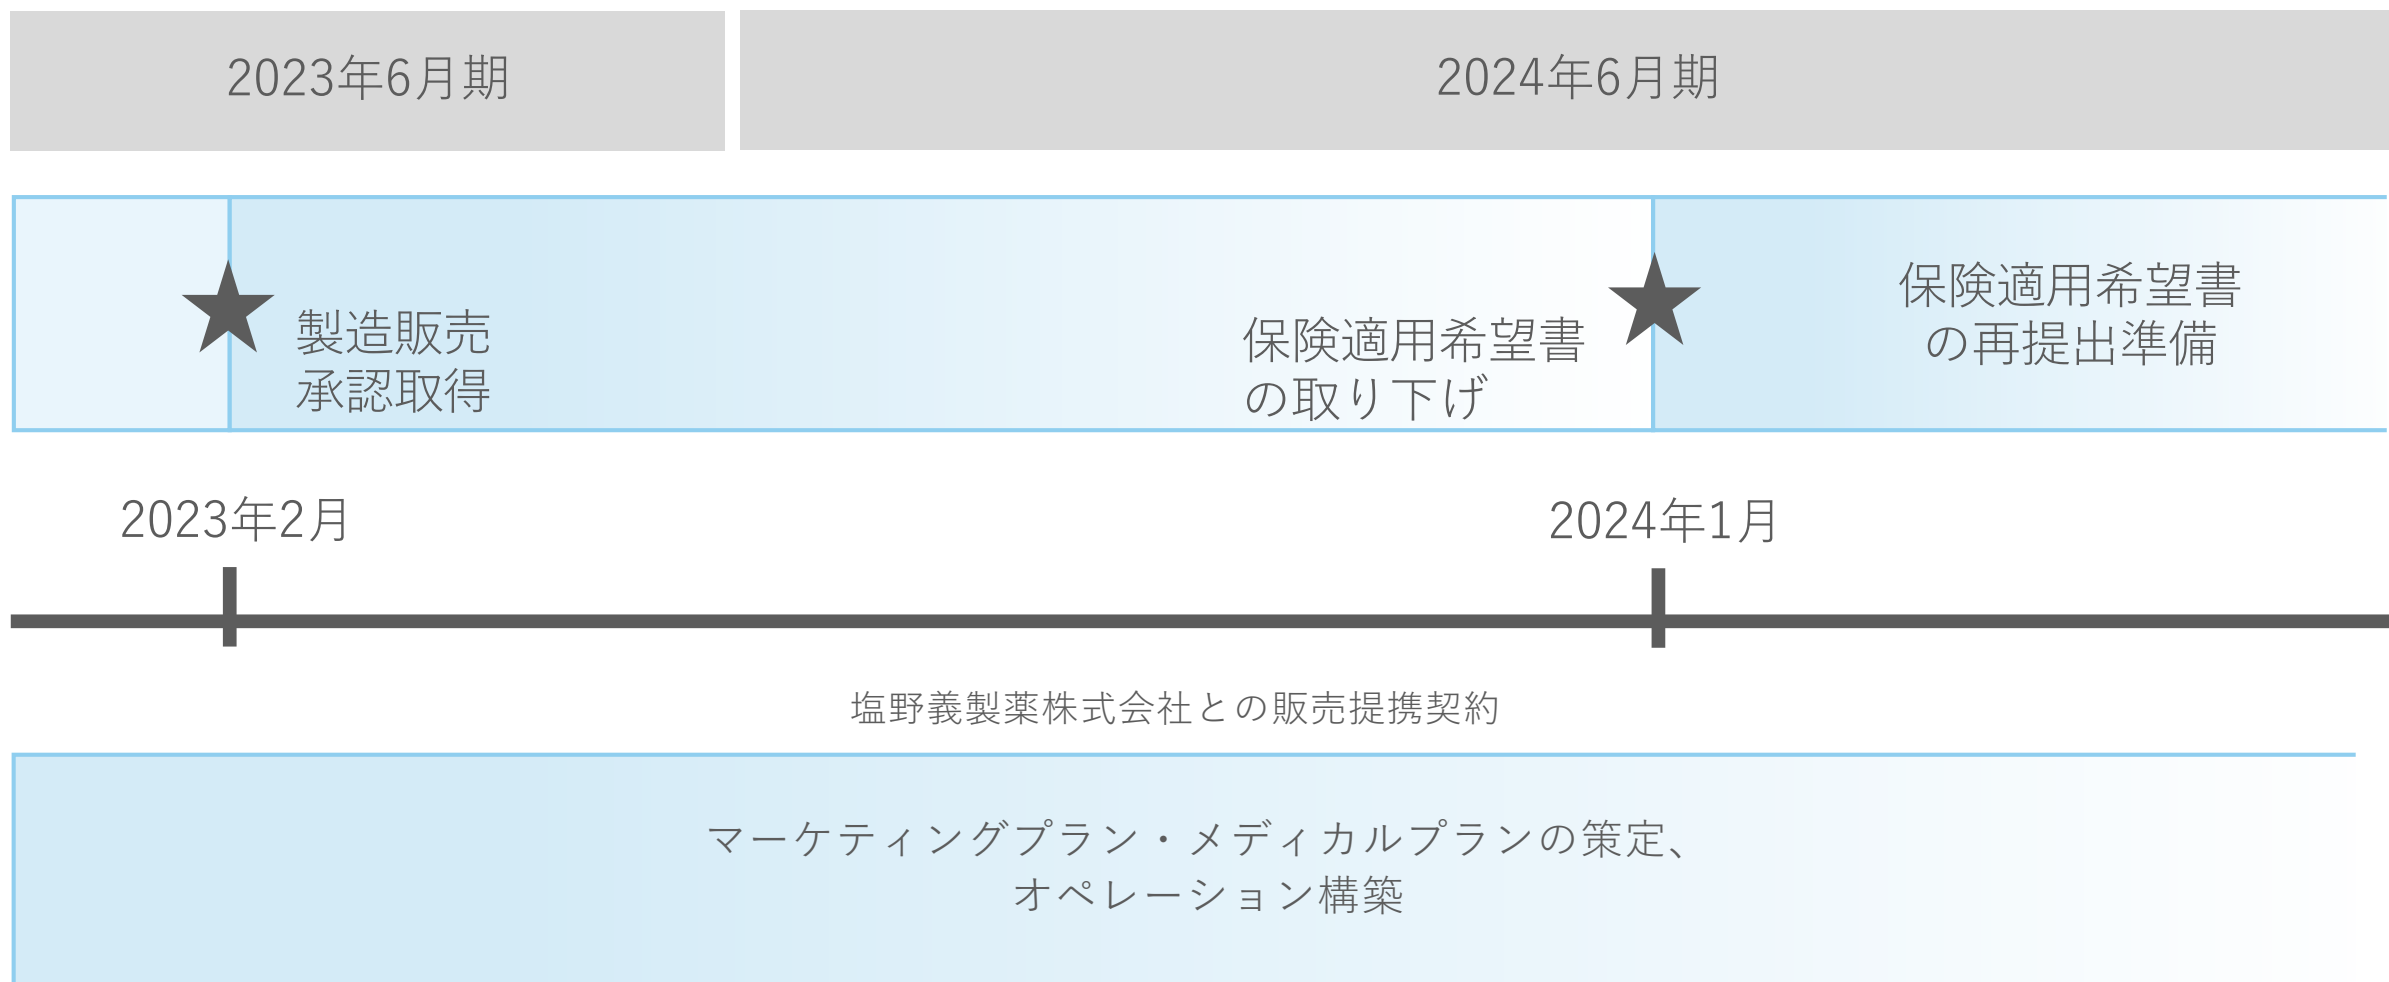 2023年6月期
2024年6月期
製造販売
承認取得
保険適用希望書
の取り下げ
保険適用希望書
の再提出準備
2023年2月
2024年1月
塩野義製薬株式会社との販売提携契約
マーケティングプラン・メディカルプランの策定、
オペレーション構築